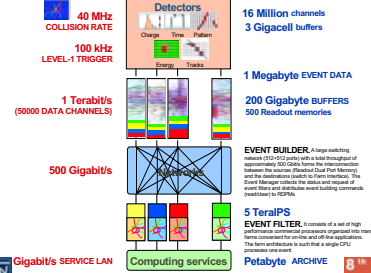 Detectors
40 MHz
COLLISION RATE
16 Million channels
3 Gigacell buffers
Charge Time Pattern
100 kHz
LEVEL-1 TRIGGER
Energy Tracks
1 Megabyte EVENT DATA
1 Terabit/s
(50000 DATA CHANNELS)
200 Gigabyte BUFFERS
500 Readout memories
500 Gigabit/s
Networks
EVENT BUILDER. A large switching
network (512+512 ports) with a total throughput of
approximately 500 Gbit/s forms the interconnection
between the sources (Readout Dual Port Memory)
and the destinations (switch to Farm Interface). The
Event Manager collects the status and request of
event filters and distributes event building commands
(read/clear) to RDPMs
5 TeraIPS
EVENT FILTER. It consists of a set of high
performance commercial processors organized into many
farms convenient for on-line and off-line applications.
The farm architecture is such that a single CPU
processes one event
Gigabit/s SERVICE LAN
Computing services
Petabyte ARCHIVE
8 th